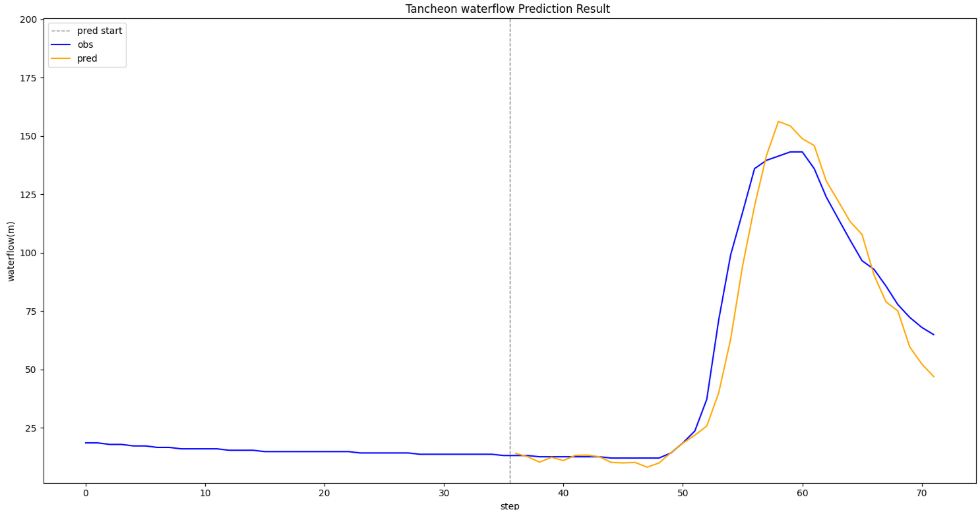 Tancheon waterflow Prediction Result
pred start
obs
pred
waterflow(m)
200
175
150
125
100
75
50
25
0 10 20 30 40 50 60 70
step